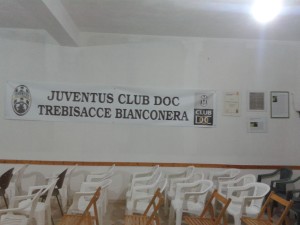 JUVENTUS CLUB DOC
TREBISACCE BIANCONERA
CLUB
DOC